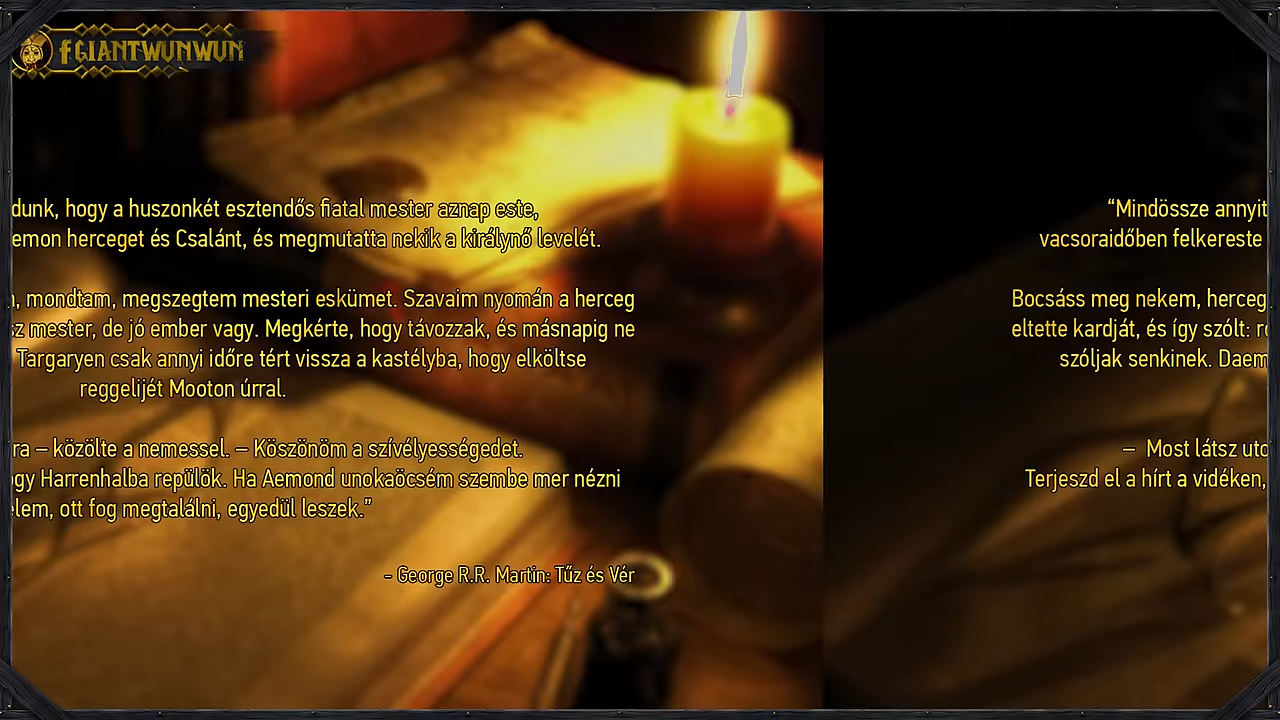 fGIANTWUNWUN
dunk, hogy a huszonkét esztendős fiatal mester aznap este,
emon herceget és Csalánt, és megmutatta nekik a királynő levelét.
, mondtam, megszegtem mesteri eskümet. Szavaim nyomán a herceg
sz mester, de jó ember vagy. Megkérte, hogy távozzak, és másnapig ne
Targaryen csak annyi időre tért vissza a kastélyba, hogy elköltse
reggelijét Mooton úrral.
ra – közölte a nemessel. – Köszönöm a szívélyességedet.
ogy Harrenhalba repülök. Ha Aemond unokaöcsém szembe mer nézni
elem, ott fog megtalálni, egyedül leszek.”
- George R.R. Martin: Tűz és Vér
“Mindössze annyit
vacsoraidőben felkereste
Bocsáss meg nekem, herceg
eltette kardját, és így szólt: r
szóljak senkinek. Daem
– Most látsz uto
Terjeszd el a hírt a vidéken,